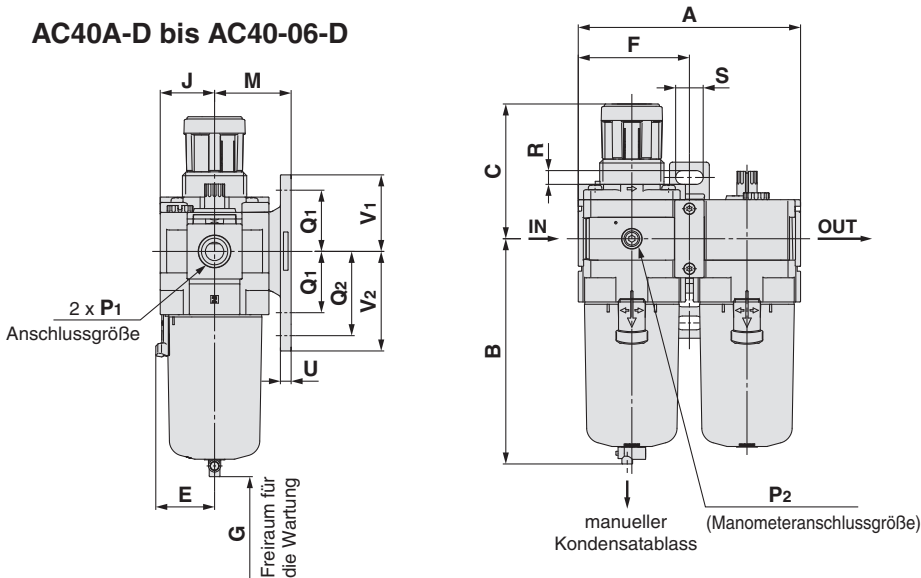 AC40A-D bis AC40-06-D
J
M
V1
Q1
Q1
Q2
V2
2 x P1
Anschlussgröße
U
E
G
Freiraum für
die Wartung
A
F
S
C
R
IN
OUT
B
P2
(Manometeranschlussgröße)
manueller
Kondensatablass